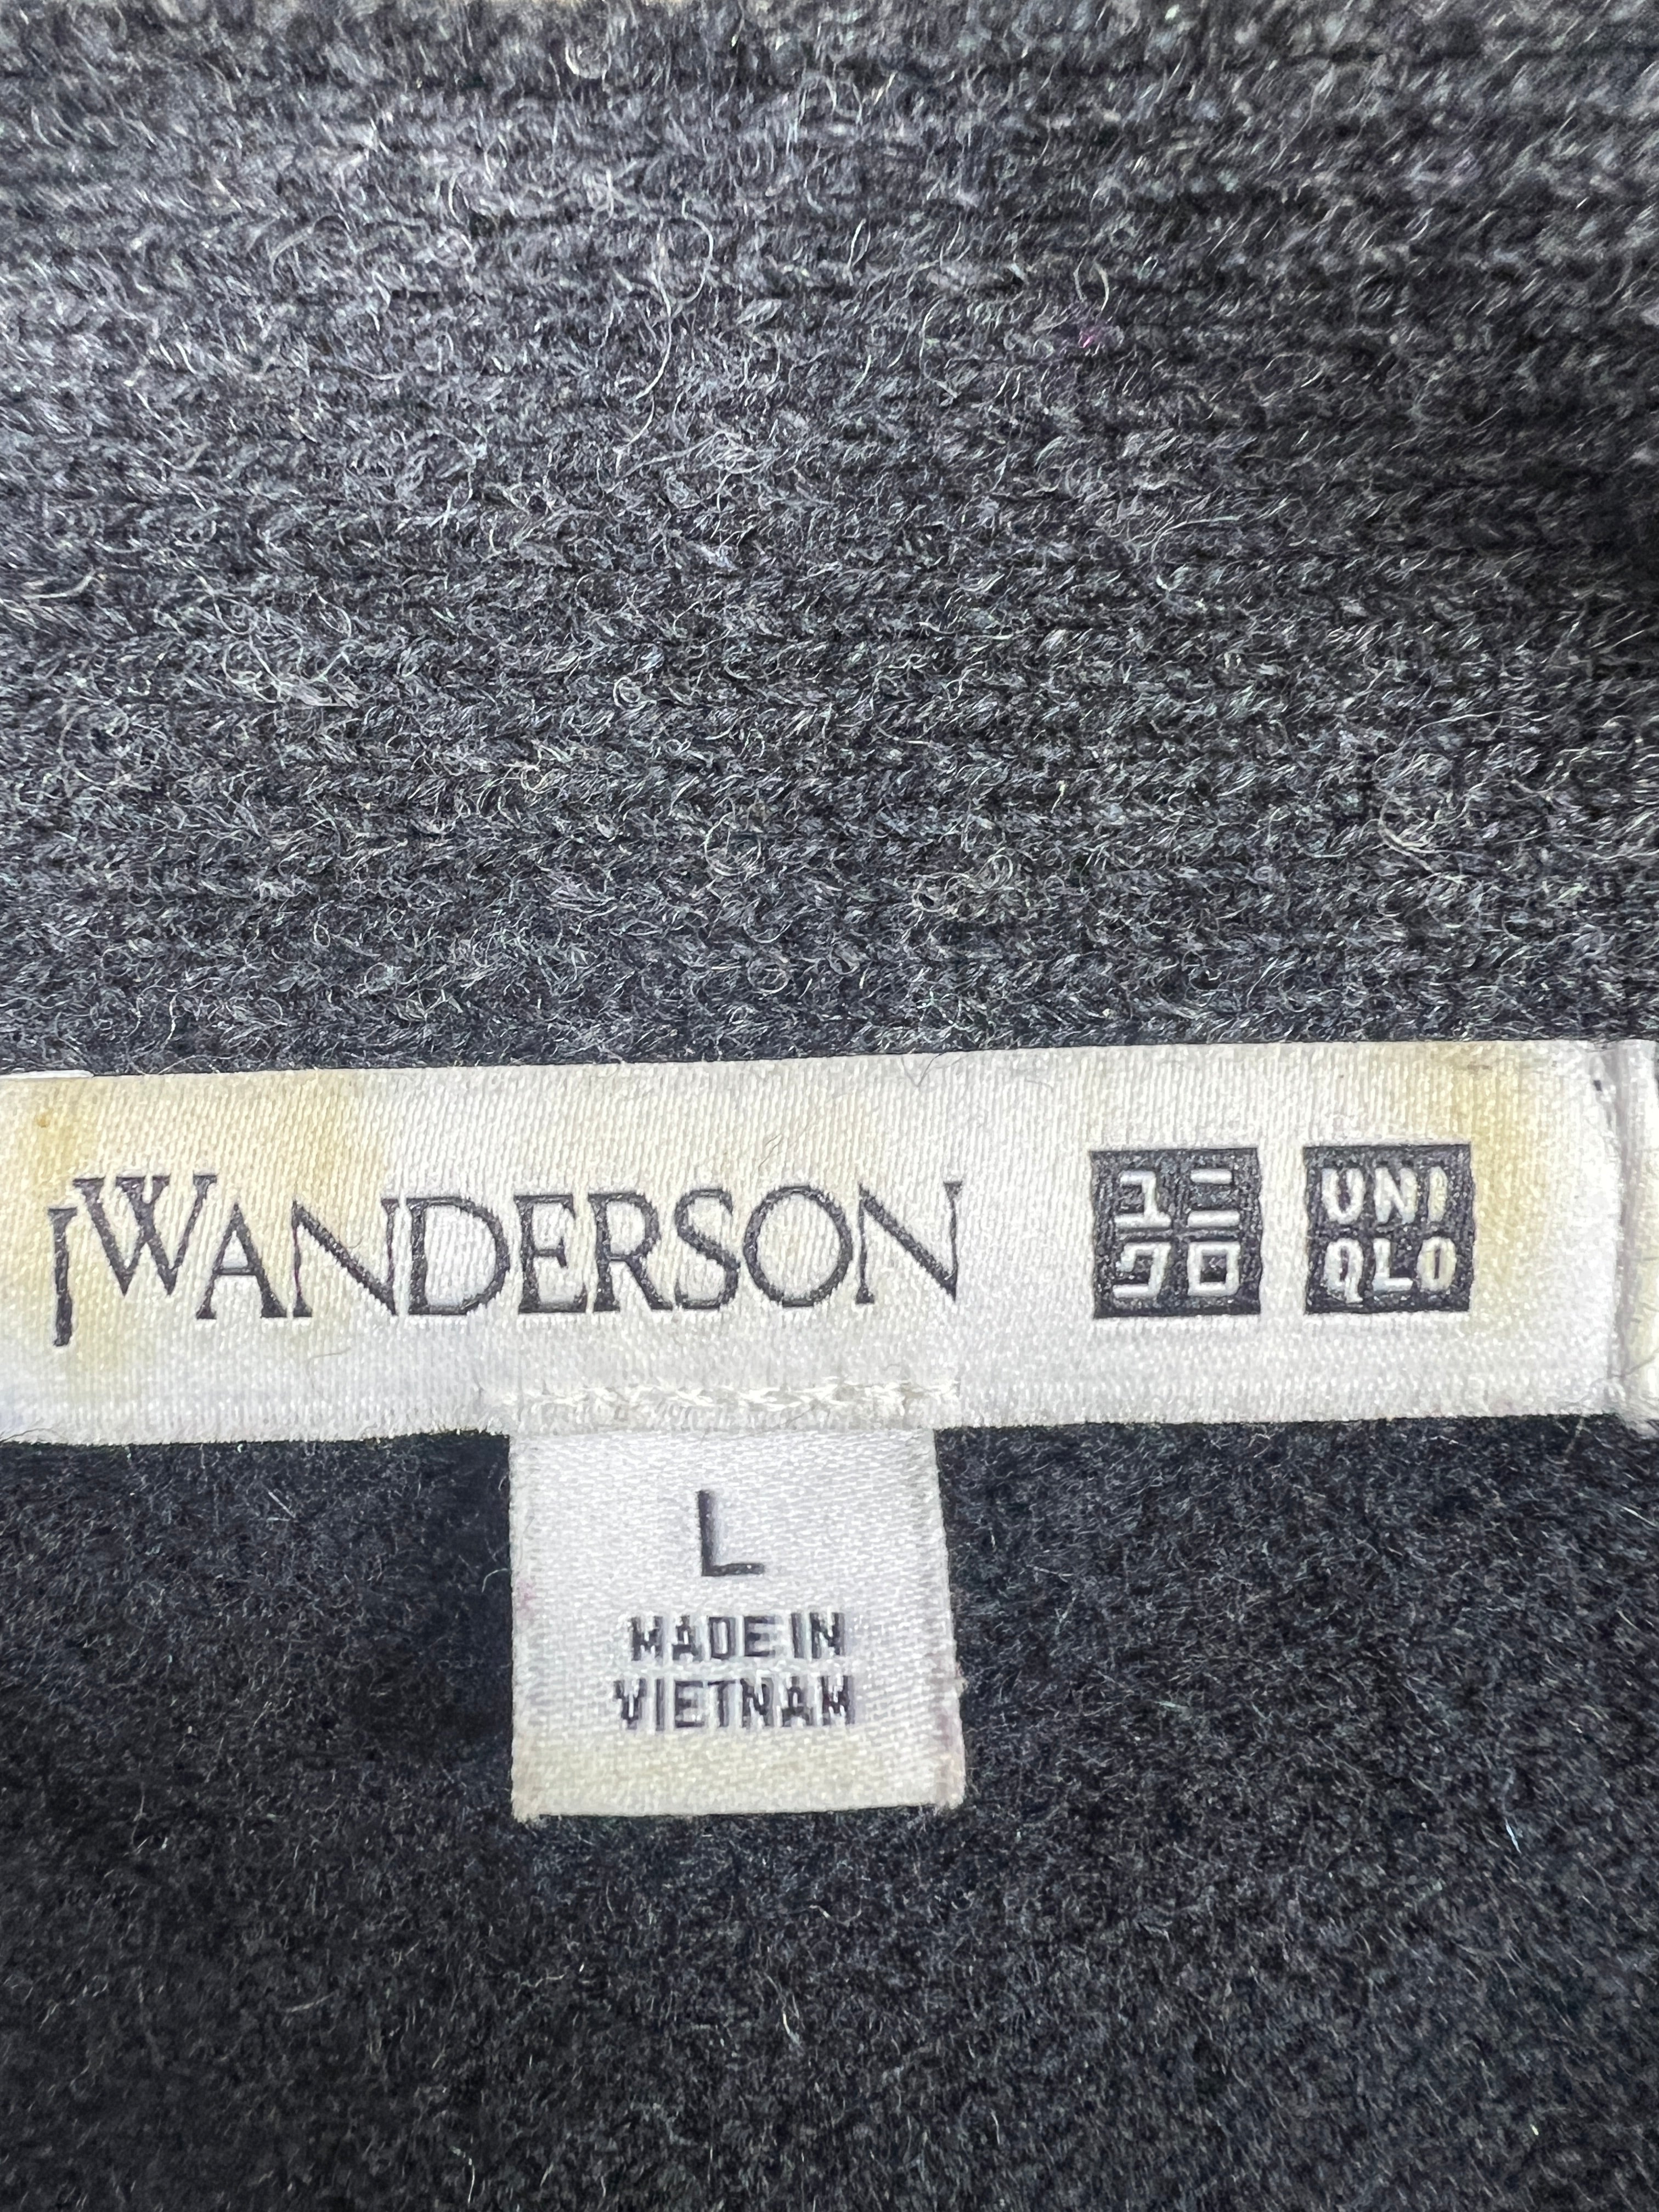 JWANDERSON
ユニ
クロ
UNI
QLO
L
MADE IN
VIETNAM